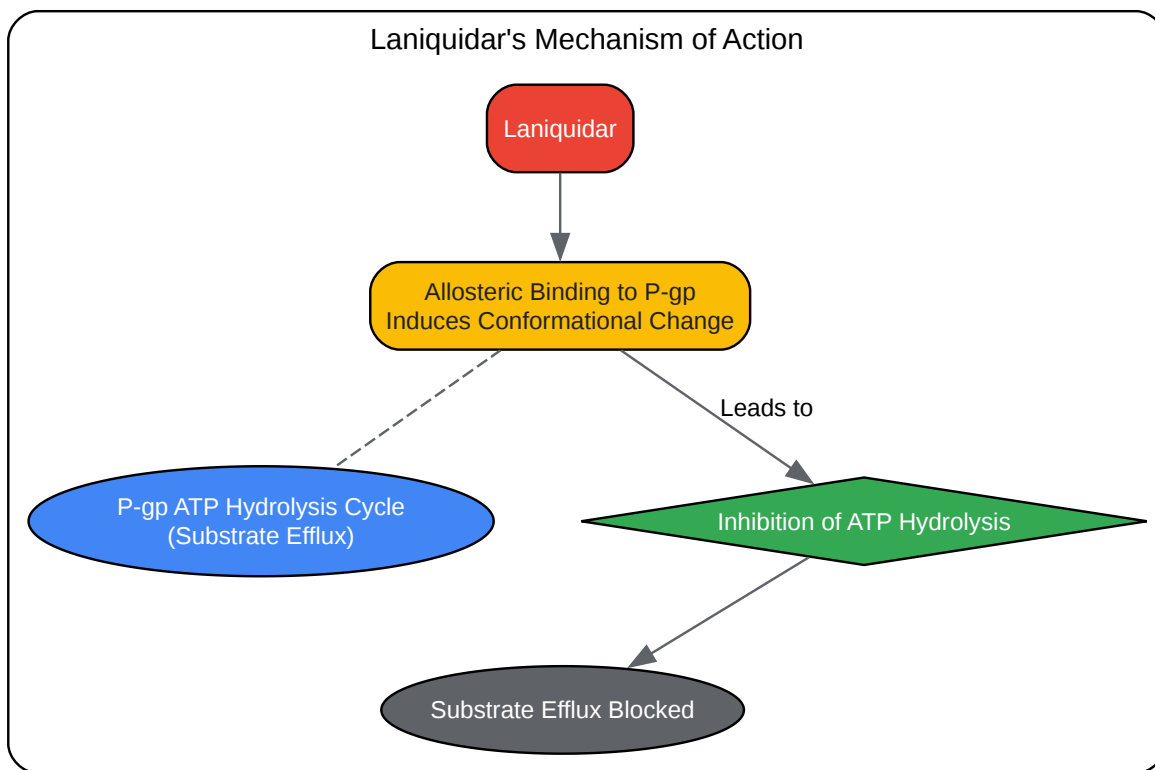 Laniquidar's Mechanism of Action
Laniquidar
Allosteric Binding to P-gp
Induces Conformational Change
Leads to
P-gp ATP Hydrolysis Cycle
(Substrate Efflux)
Inhibition of ATP Hydrolysis
Substrate Efflux Blocked